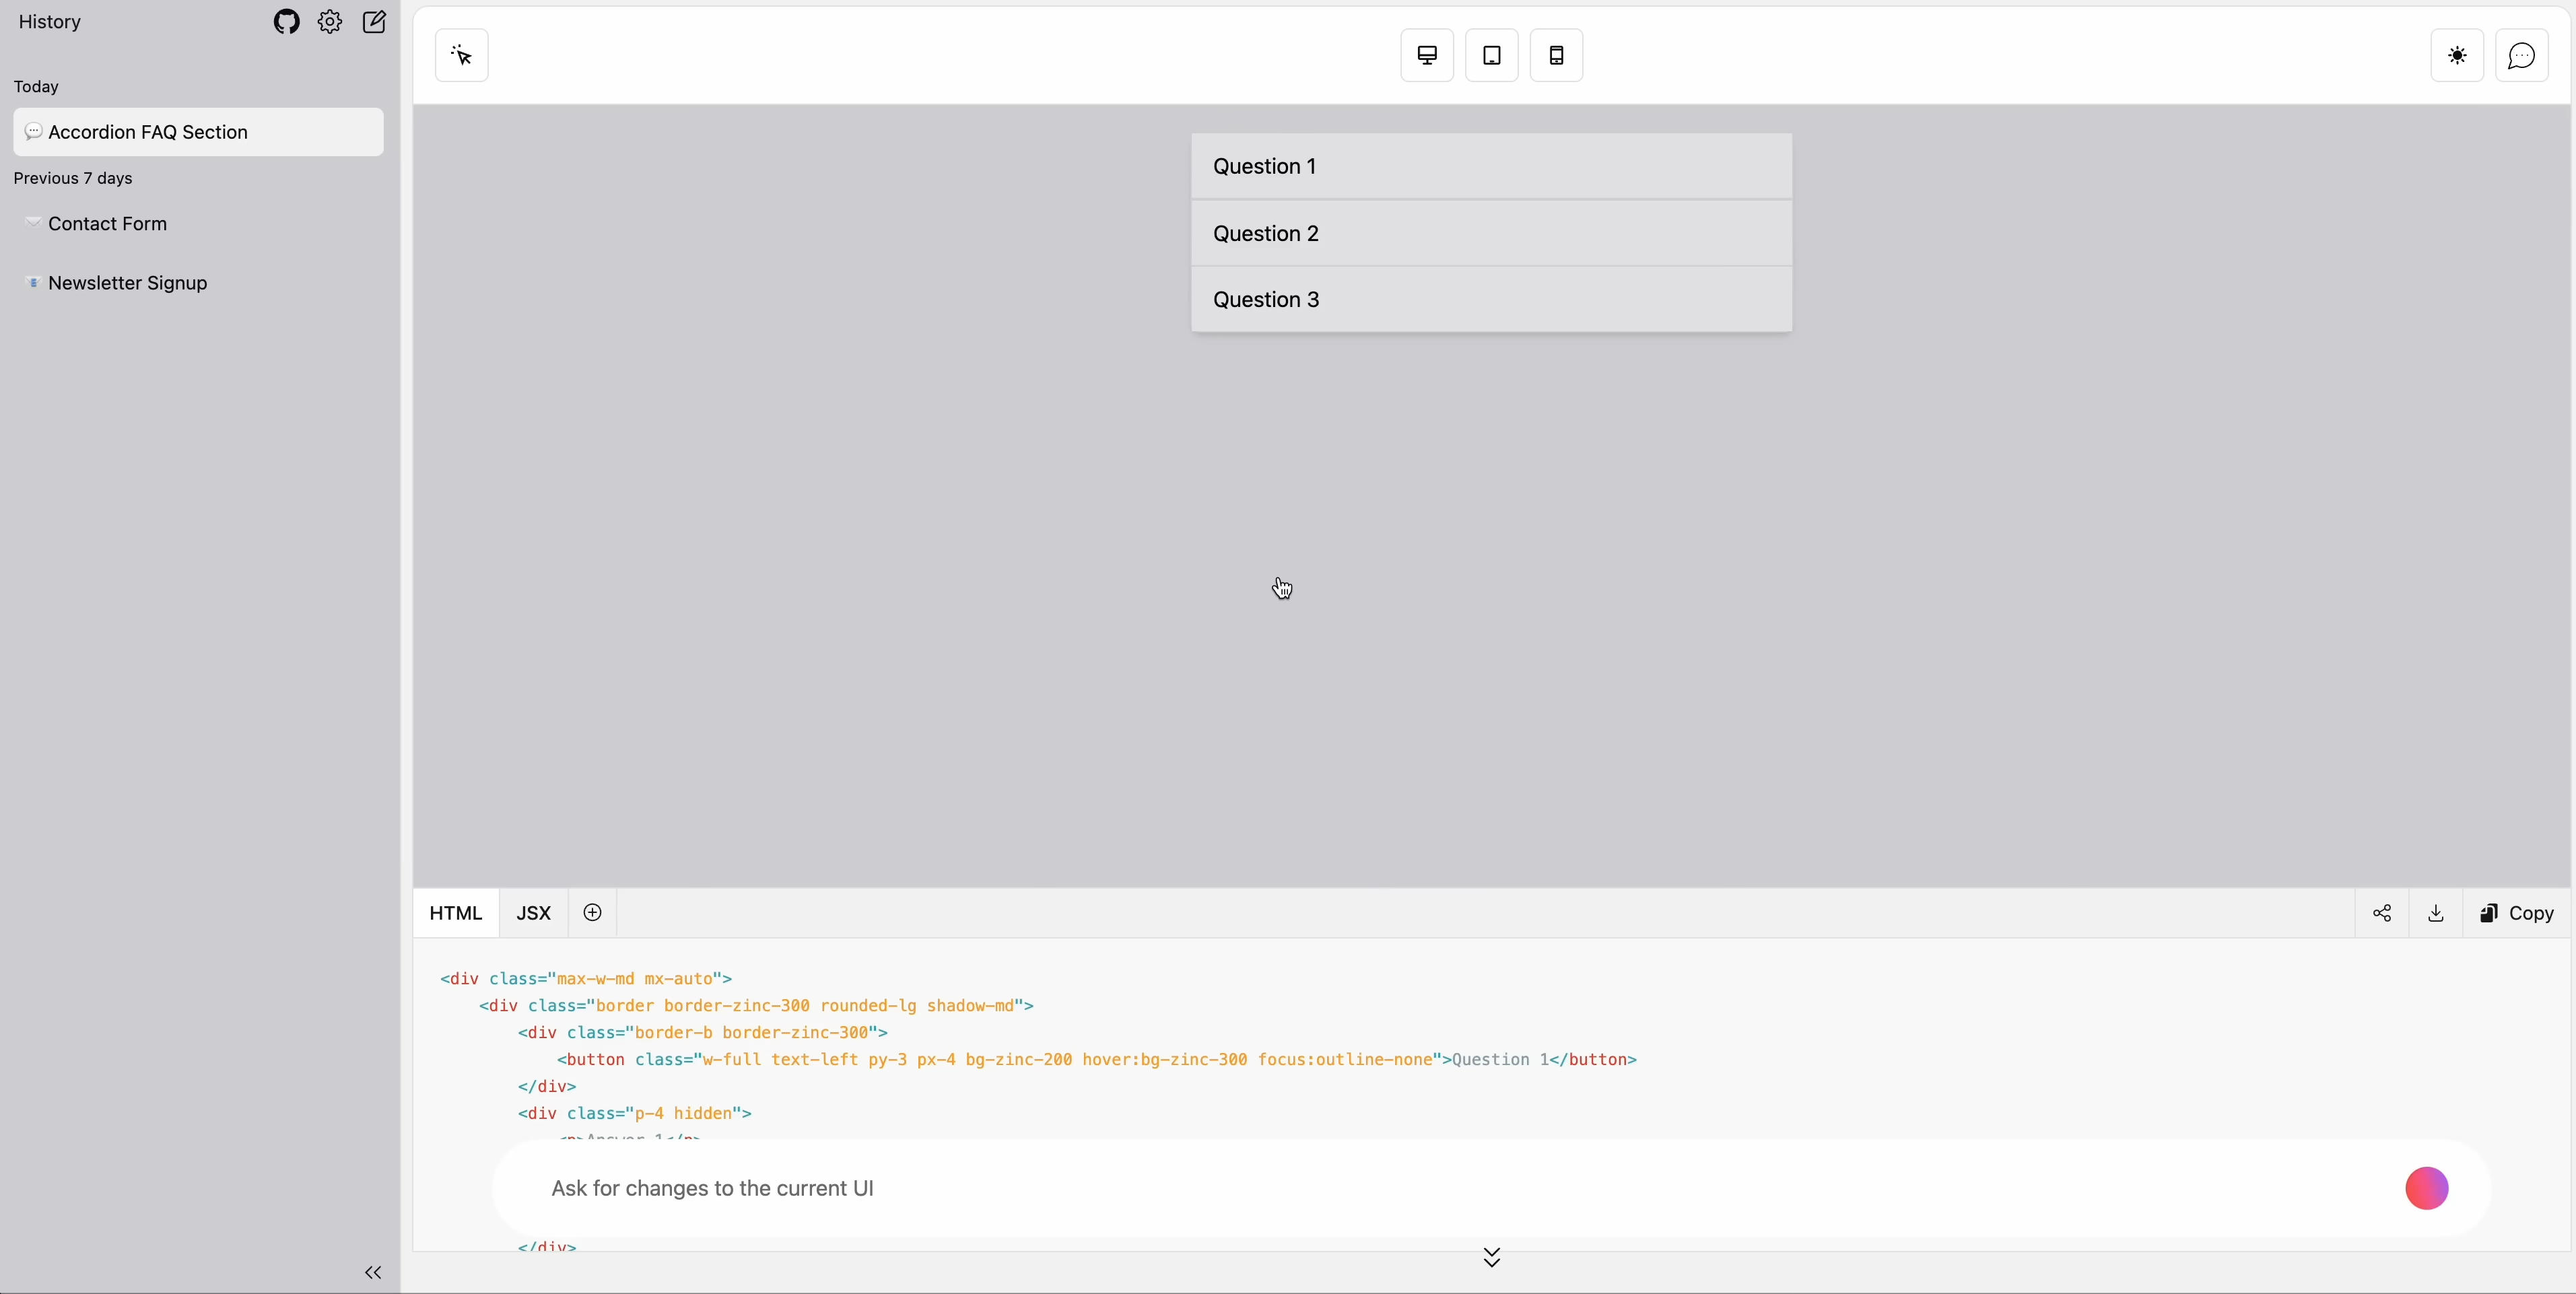 History
Today
Accordion FAQ Section
Previous 7 days
Contact Form
Newsletter Signup
Question 1
Question 2
Question 3
HTML
JSX
Copy
<div class="max-w-md mx-auto">
<div class="border border-zinc-300 rounded-lg shadow-md">
<div class="border-b border-zinc-300">
<button class="w-full text-left py-3 px-4 bg-zinc-200 hover:bg-zinc-300 focus:outline-none">Question 1</button>
</div>
<div class="p-4 hidden">
<p>Answer 1</p>
Ask for changes to the current UI
</div>